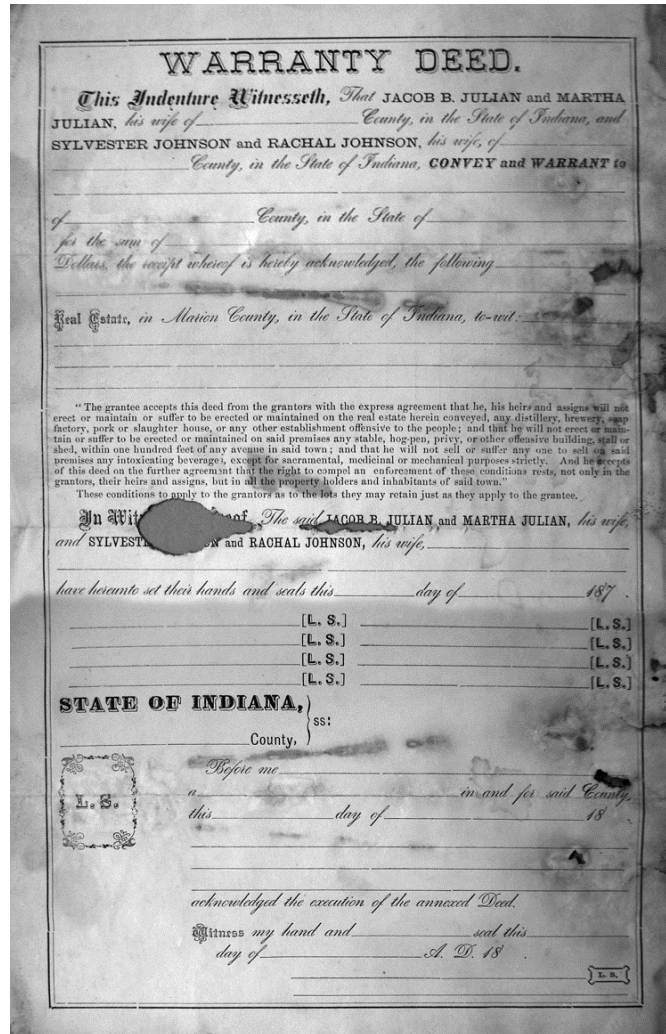 WARRANTY DEED.
This Indenture Witnesseth, That JACOB B. JULIAN and MARTHA
JULIAN, his wife of County, in the State of Indiana, and
SYLVESTER JOHNSON and RACHAL JOHNSON, his wife, of
County, in the State of Indiana, CONVEY and WARRANT to
of County, in the State of
for the sum of
Dollars, the receipt whereof is hereby acknowledged, the following
Real Estate, in Marion County, in the State of Indiana, to-wit:
"The grantee accepts this deed from the grantors with the express agreement that he, his heirs and assigns will not
erect or maintain or suffer to be erected or maintained on the real estate herein conveyed, any distillery, brewery, soap
factory, pork or slaughter house, or any other establishment offensive to the people; and that he will not erect or main-
tain or suffer to be erected or maintained on said premises any stable, hog-pen, privy, or other offensive building, stall or
shed, within one hundred feet of any avenue in said town; and that he will not sell or suffer any one to sell on said
premises any intoxicating beverage, except for sacramental, medicinal or mechanical purposes strictly. And he accepts
of this deed on the further agreement that the right to compel an enforcement of these conditions rests, not only in the
grantors, their heirs and assigns, but in all the property holders and inhabitants of said town."
These conditions to apply to the grantors as to the lots they may retain just as they apply to the grantee.
In The said JACOB B. JULIAN and MARTHA JULIAN, his wife,
and and RACHAL JOHNSON, his wife,
have hereunto set their hands and seals this day of 187 .
[L. S.] [L. S.]
[L. S.] [L. S.]
[L. S.] [L. S.]
[L. S.] [L. S.]
STATE OF INDIANA,
ss:
County,
Before me
L. S.
a in and for said County,
this day of 18
acknowledged the execution of the annexed Deed.
Witness my hand and seal this
day of A. D. 18 .
L. S.